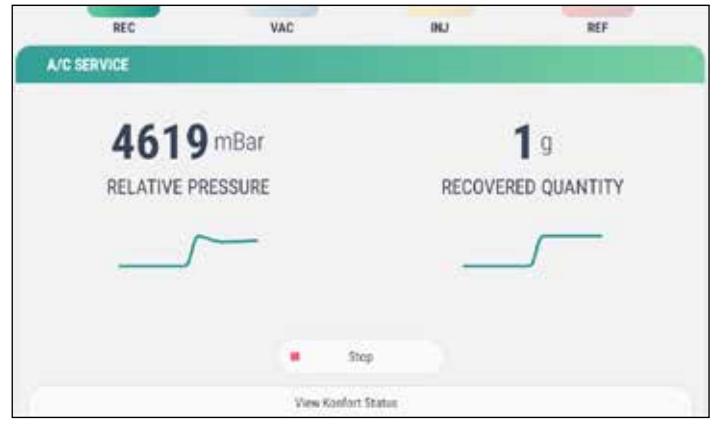 REC VAC INJ REF
A/C SERVICE
4619 mBar 1 g
RELATIVE PRESSURE RECOVERED QUANTITY
Stop
View Konfort Status